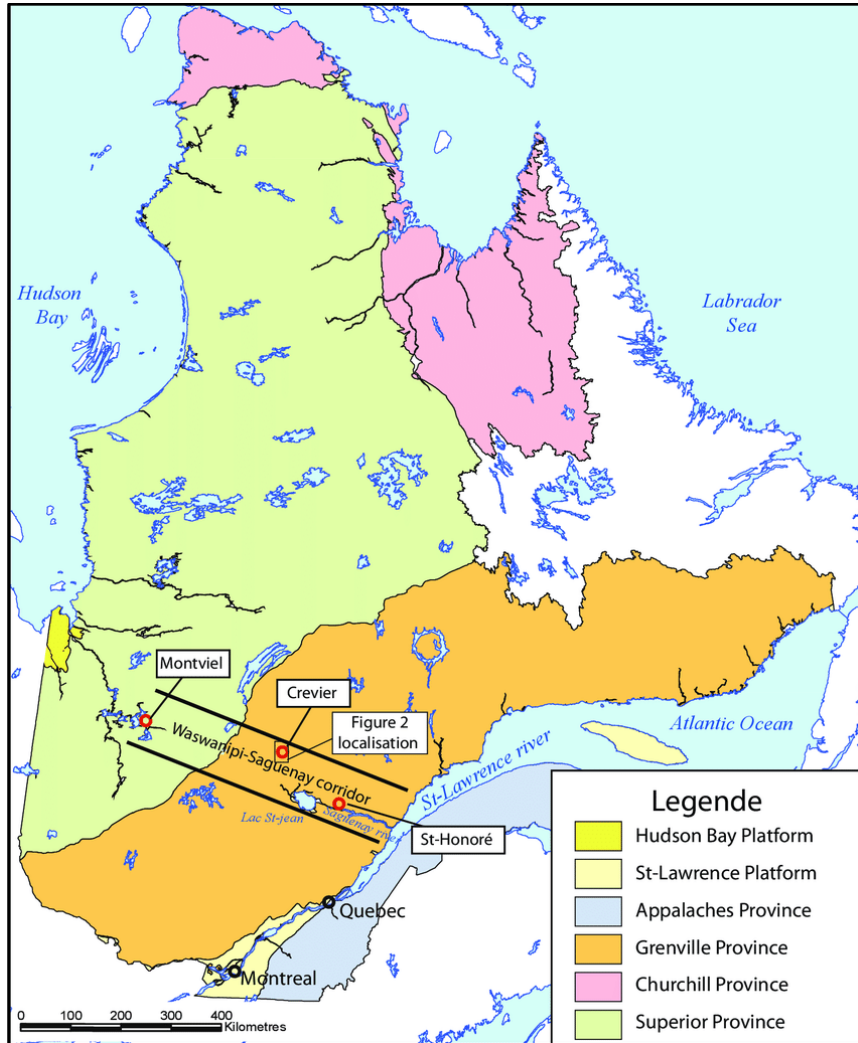 Hudson
Bay
Labrador
Sea
Montviel
Crevier
Figure 2
localisation
Waswanipi-Saguenay corridor
Atlantic Ocean
St-Lawrence river
Lac St-jean
Saguenay river
St-Honoré
Quebec
Montreal
0 100 200 300 400
Kilometres
Legende
Hudson Bay Platform
St-Lawrence Platform
Appalaches Province
Grenville Province
Churchill Province
Superior Province